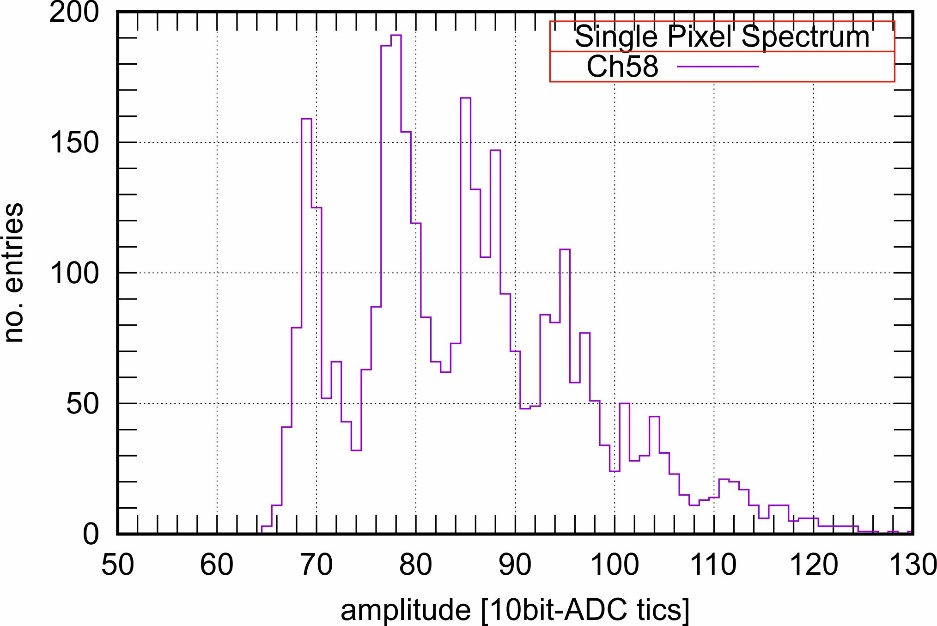 200
150
100
50
0
no. entries
Single Pixel Spectrum
Ch58
50 60 70 80 90 100 110 120 130
amplitude [10bit-ADC tics]